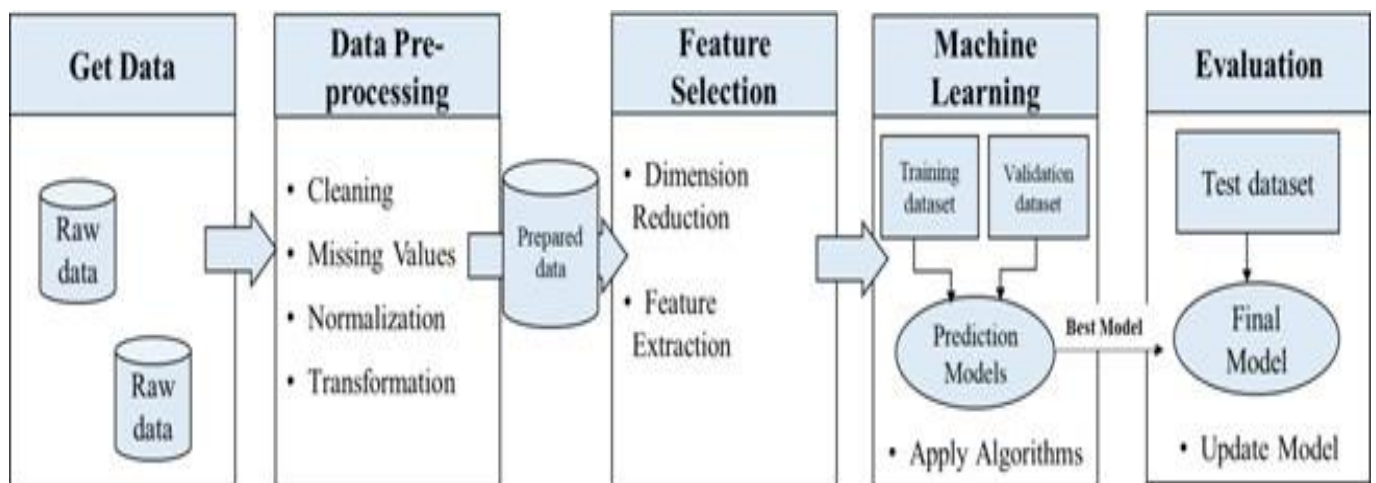 Get Data
Raw
data
Raw
data
Data Pre-
processing
• Cleaning
• Missing Values
• Normalization
• Transformation
Prepared
data
Feature
Selection
• Dimension
Reduction
• Feature
Extraction
Machine
Learning
Training
dataset
Validation
dataset
Prediction
Models
• Apply Algorithms
Best Model
Evaluation
Test dataset
Final
Model
• Update Model